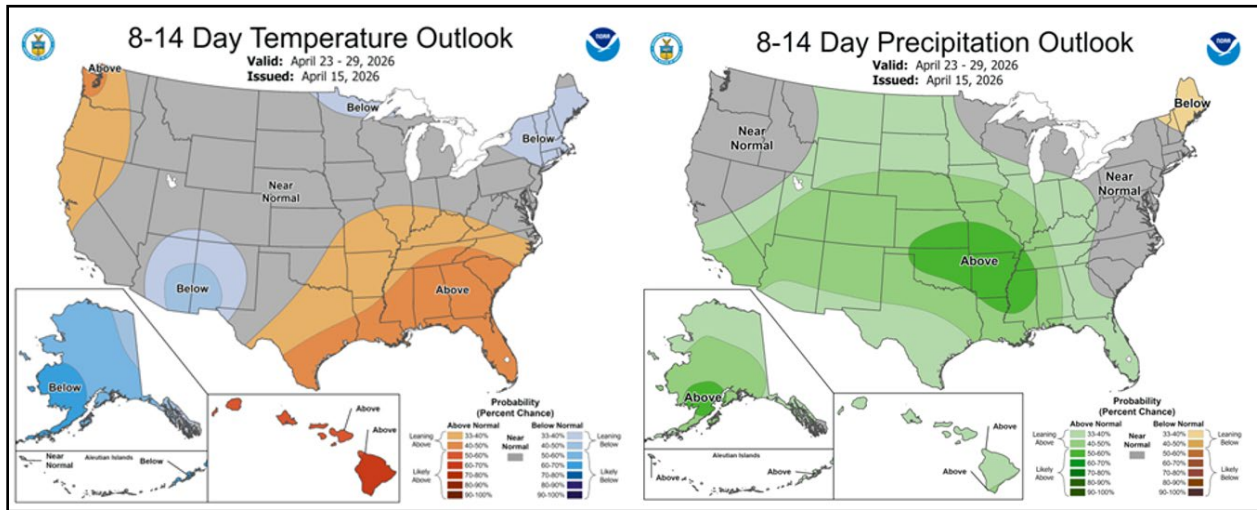 8-14 Day Temperature Outlook
Valid: April 23 - 29, 2026
Issued: April 15, 2026
NOAA
Above
Below
Below
Near
Normal
Below
Above
Below
Near
Normal
Aleutian Islands
Below
Above
Above
Probability
(Percent Chance)
Above Normal
Near
Normal
Below Normal
Leaning
Above
33-40%
40-50%
50-60%
Likely
Above
60-70%
70-80%
80-90%
90-100%
33-40%
40-50%
50-60%
Leaning
Below
60-70%
70-80%
80-90%
90-100%
Likely
Below
8-14 Day Precipitation Outlook
Valid: April 23 - 29, 2026
Issued: April 15, 2026
NOAA
Near
Normal
Below
Near
Normal
Above
Above
Aleutian Islands
Above
Above
Above
Above
Probability
(Percent Chance)
Above Normal
Near
Normal
Below Normal
Leaning
Above
33-40%
40-50%
50-60%
Likely
Above
60-70%
70-80%
80-90%
90-100%
33-40%
40-50%
50-60%
Leaning
Below
60-70%
70-80%
80-90%
90-100%
Likely
Below